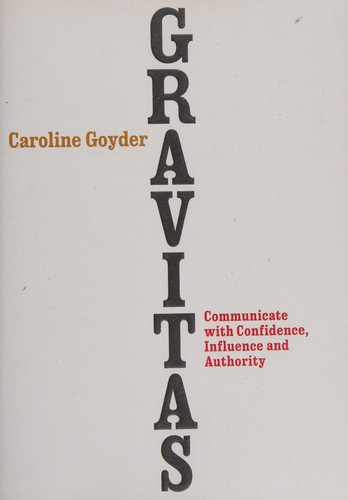 GRAVITAS
Caroline Goyder
Communicate
with Confidence,
Influence and
Authority